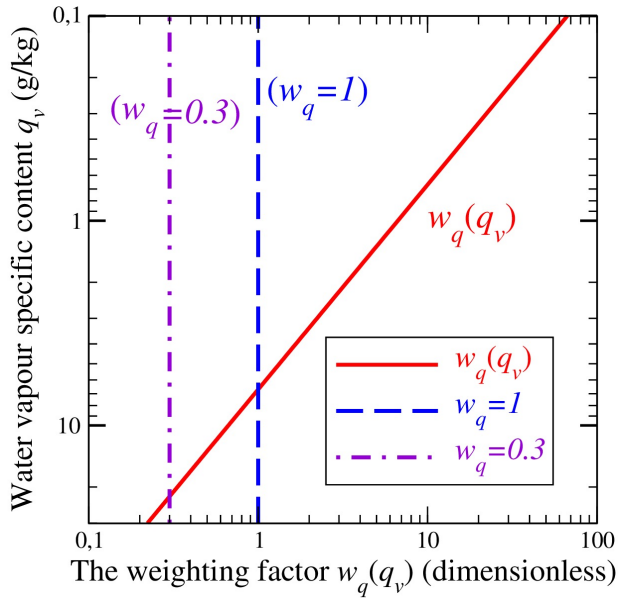 0,1
(w_q=0.3)
(w_q=1)
1
w_q(q_v)
10
w_q(q_v)
w_q=1
w_q=0.3
0,1 1 10 100
The weighting factor w_q(q_v) (dimensionless)
Water vapour specific content q_v (g/kg)